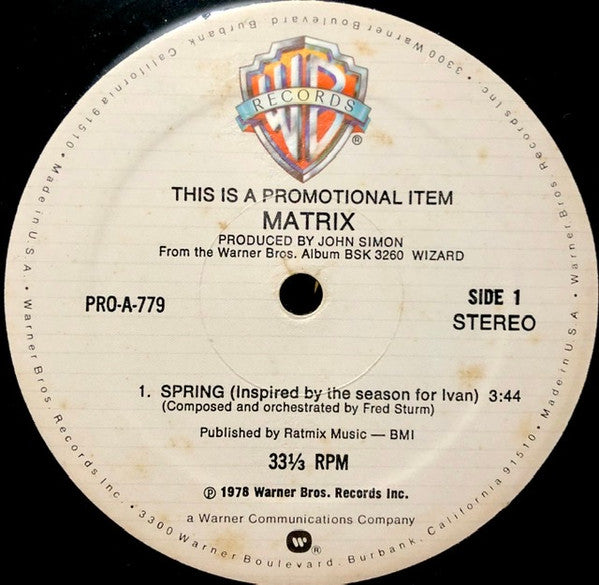 WB
RECORDS
®
THIS IS A PROMOTIONAL ITEM
MATRIX
PRODUCED BY JOHN SIMON
From the Warner Bros. Album BSK 3260 WIZARD
PRO-A-779
SIDE 1
STEREO
1. SPRING (Inspired by the season for Ivan) 3:44
(Composed and orchestrated by Fred Sturm)
Published by Ratmix Music — BMI
33⅓ RPM
℗ 1978 Warner Bros. Records Inc.
a Warner Communications Company
W®
Made in U.S.A. • Warner Bros. Records Inc. • 3300 Warner Boulevard, Burbank, California 91510 • Made in U.S.A. • Warner Bros. Records Inc. • 3300 Warner Boulevard, Burbank, California 91510 •